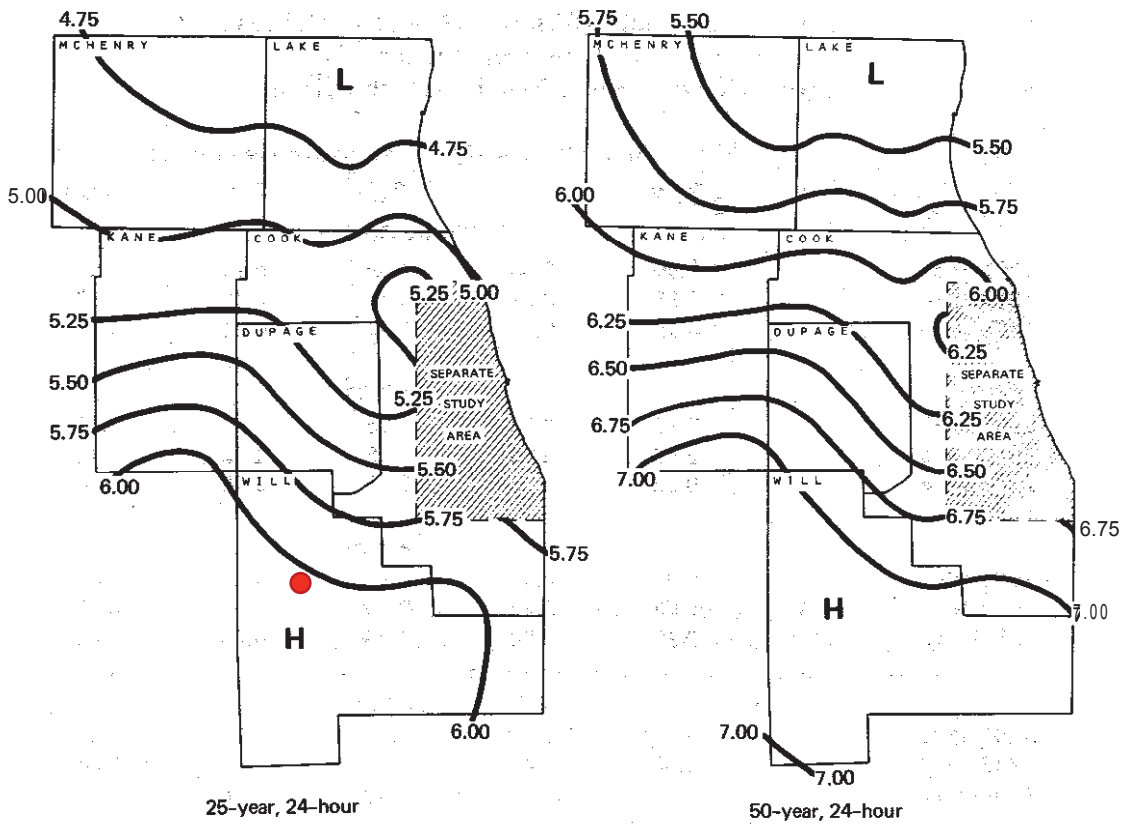 4.75
MCHENRY
LAKE
L
4.75
5.00
KANE
COOK
5.25
5.00
5.25
DUPAGE
5.50
SEPARATE
STUDY
AREA
5.25
5.75
5.50
6.00
WILL
5.75
5.75
H
6.00
25-year, 24-hour
5.75
5.50
MCHENRY
LAKE
L
5.50
5.75
6.00
KANE
COOK
6.00
6.25
DUPAGE
6.25
6.50
SEPARATE
STUDY
AREA
6.25
6.75
6.50
7.00
WILL
6.75
6.75
H
7.00
7.00
7.00
50-year, 24-hour